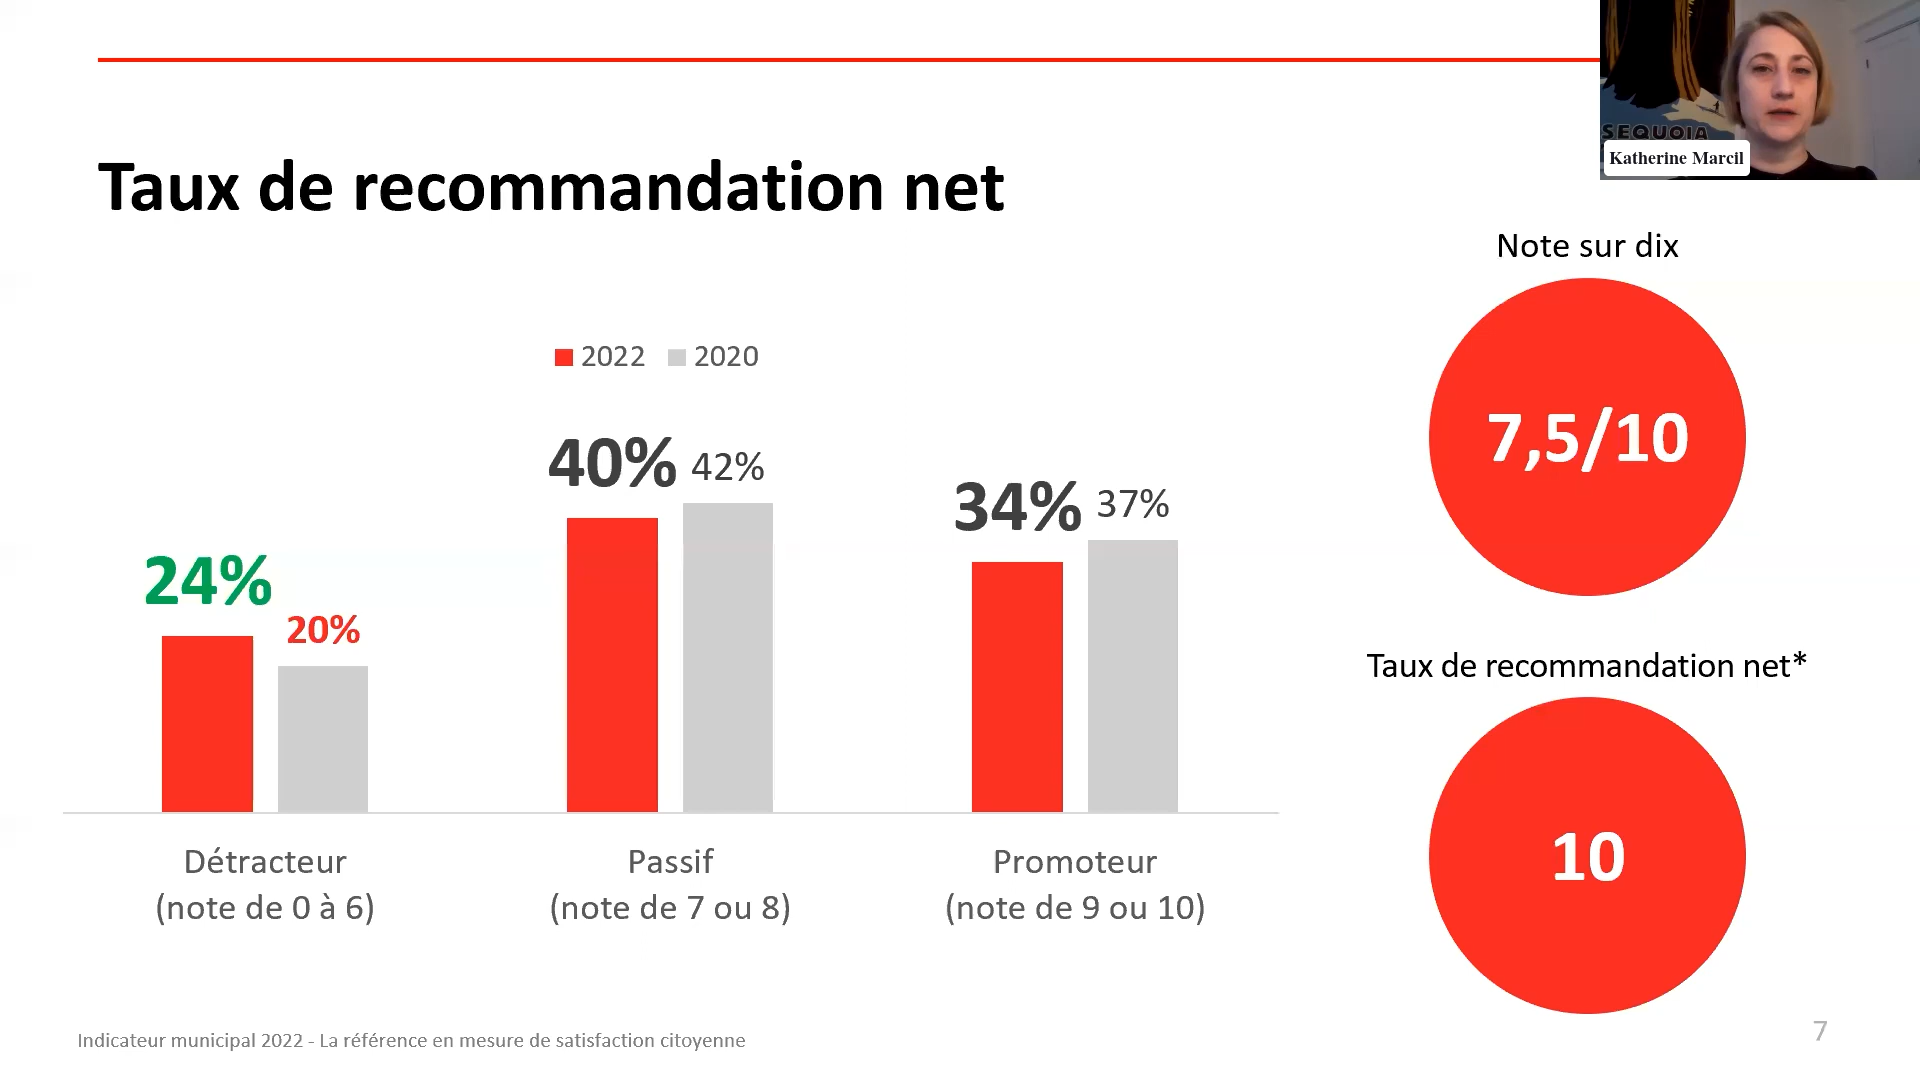 SEQUOIA
Katherine Marcil
Taux de recommandation net
Note sur dix
7,5/10
2022 2020
40% 42%
34% 37%
24%
20%
Taux de recommandation net*
10
Détracteur
(note de 0 à 6)
Passif
(note de 7 ou 8)
Promoteur
(note de 9 ou 10)
Indicateur municipal 2022 - La référence en mesure de satisfaction citoyenne
7